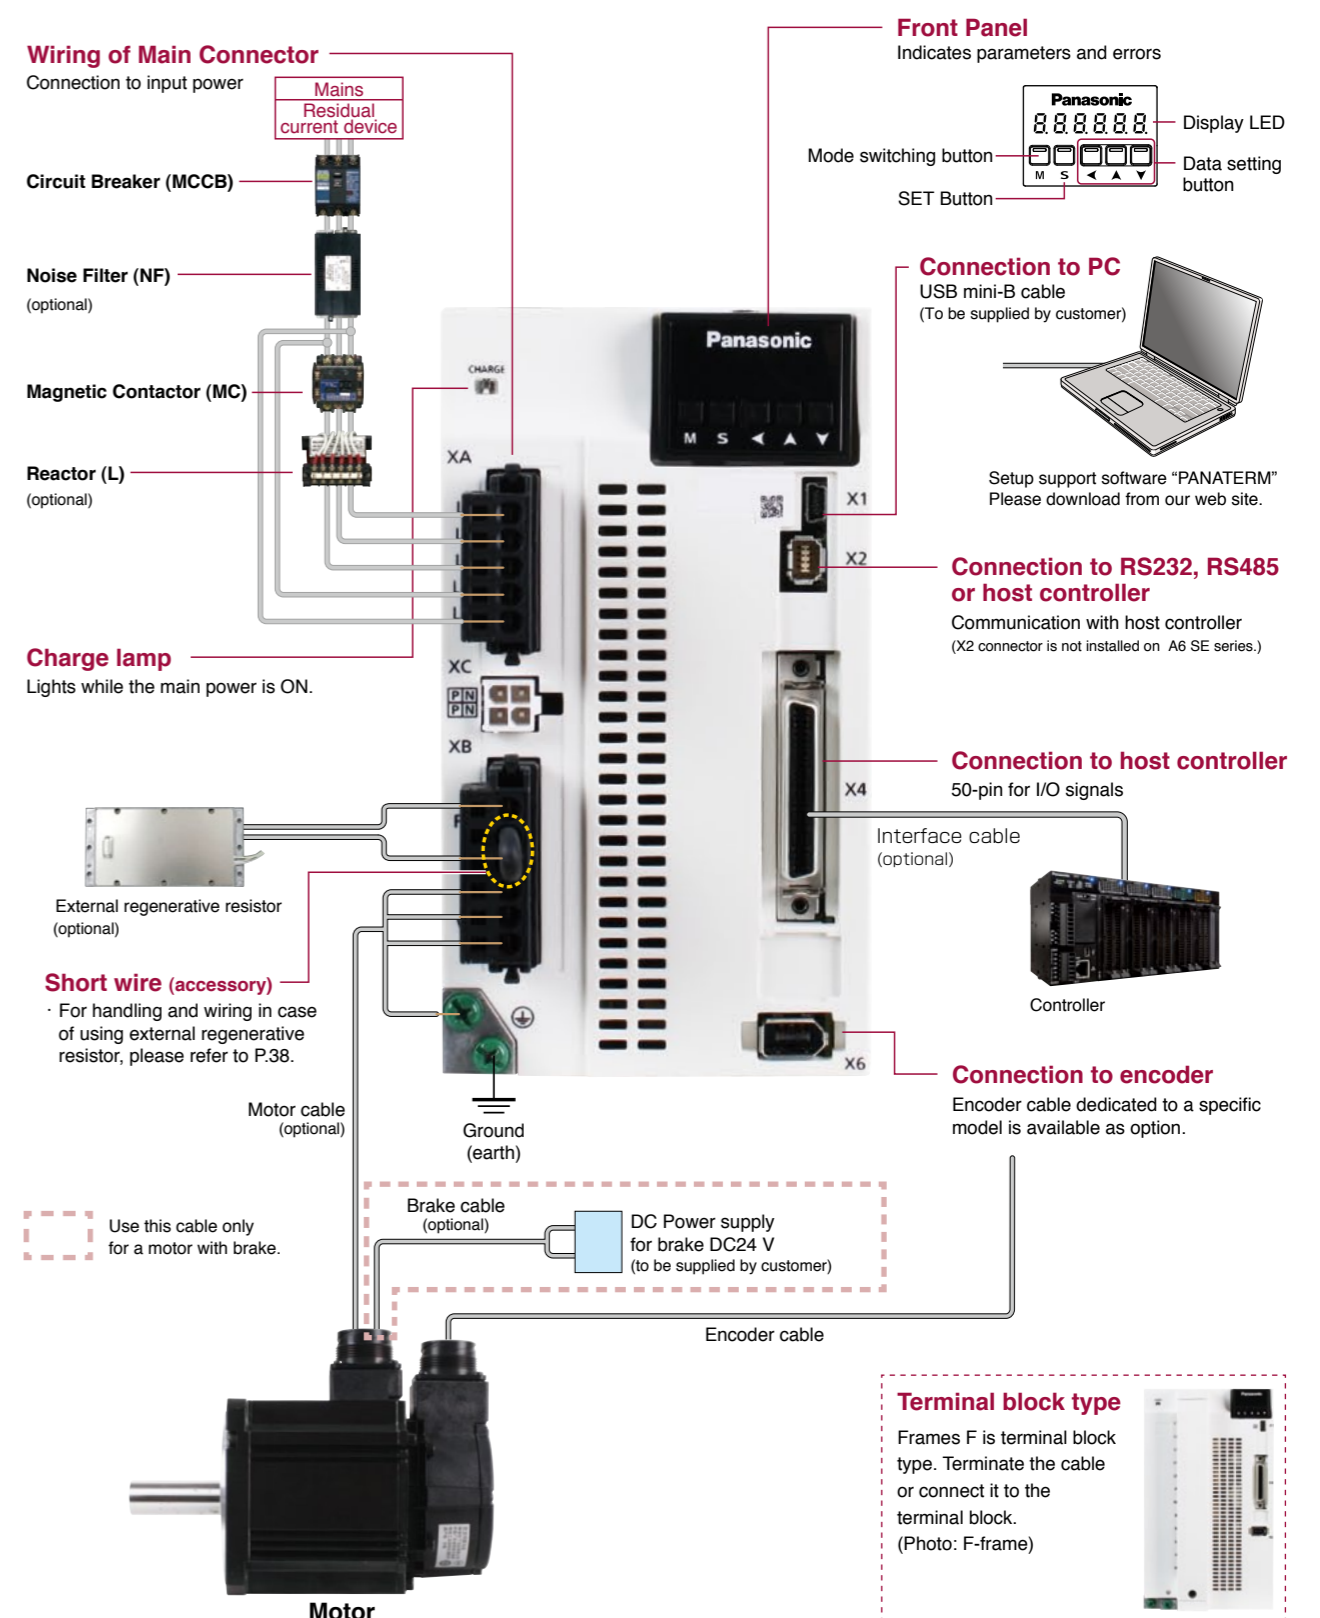 Wiring of Main Connector
Connection to input power
Mains
Residual
current device
Circuit Breaker (MCCB)
Noise Filter (NF)
(optional)
Magnetic Contactor (MC)
Reactor (L)
(optional)
Charge lamp
Lights while the main power is ON.
External regenerative resistor
(optional)
Short wire (accessory)
· For handling and wiring in case
of using external regenerative
resistor, please refer to P.38.
Motor cable
(optional)
Ground
(earth)
Use this cable only
for a motor with brake.
Brake cable
(optional)
DC Power supply
for brake DC24 V
(to be supplied by customer)
Encoder cable
Motor
CHARGE
XA
XC
P N
P N
XB
Panasonic
M S
X1
X2
X4
X6
Front Panel
Indicates parameters and errors
Panasonic
8.8.8.8.8.8.
M S
Display LED
Mode switching button
Data setting
button
SET Button
Connection to PC
USB mini-B cable
(To be supplied by customer)
Setup support software “PANATERM”
Please download from our web site.
Connection to RS232, RS485
or host controller
Communication with host controller
(X2 connector is not installed on A6 SE series.)
Connection to host controller
50-pin for I/O signals
Interface cable
(optional)
Controller
Connection to encoder
Encoder cable dedicated to a specific
model is available as option.
Terminal block type
Frames F is terminal block
type. Terminate the cable
or connect it to the
terminal block.
(Photo: F-frame)
Panasonic